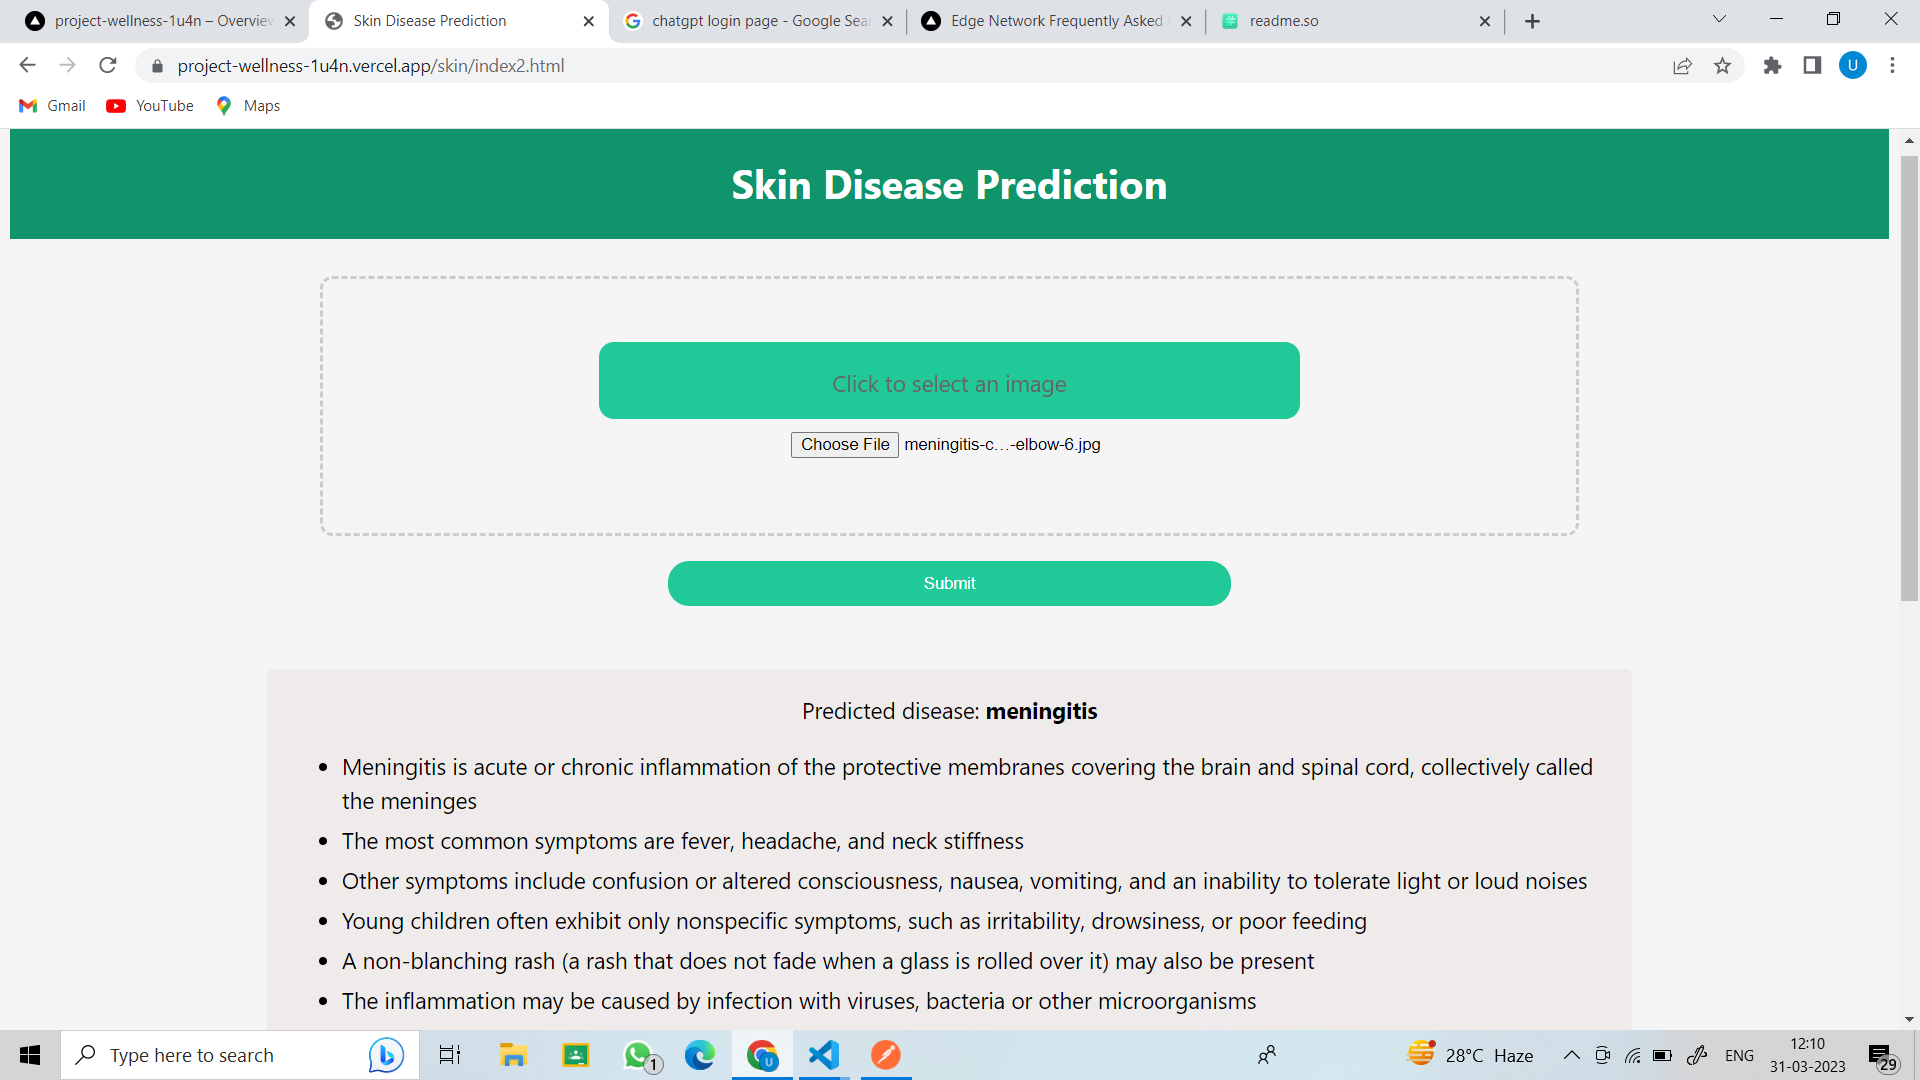 project-wellness-1u4n – Overview
Skin Disease Prediction
chatgpt login page - Google Sea
Edge Network Frequently Asked
readme.so
project-wellness-1u4n.vercel.app/skin/index2.html
U
Gmail
YouTube
Maps
Skin Disease Prediction
Click to select an image
Choose File meningitis-c...-elbow-6.jpg
Submit
Predicted disease: meningitis
• Meningitis is acute or chronic inflammation of the protective membranes covering the brain and spinal cord, collectively called
the meninges
• The most common symptoms are fever, headache, and neck stiffness
• Other symptoms include confusion or altered consciousness, nausea, vomiting, and an inability to tolerate light or loud noises
• Young children often exhibit only nonspecific symptoms, such as irritability, drowsiness, or poor feeding
• A non-blanching rash (a rash that does not fade when a glass is rolled over it) may also be present
• The inflammation may be caused by infection with viruses, bacteria or other microorganisms
Type here to search
1
U
28°C Haze
ENG
12:10
31-03-2023
29